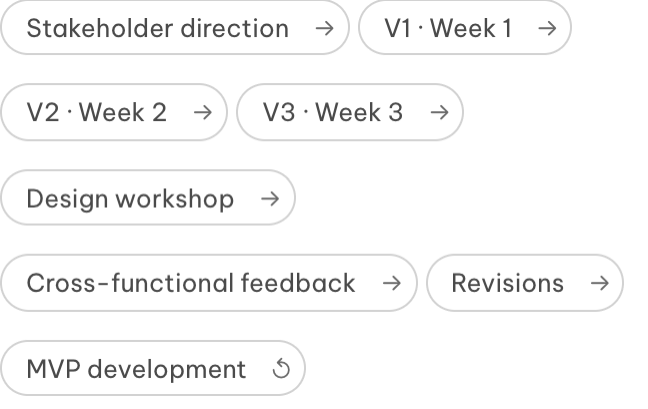 Stakeholder direction → V1 · Week 1 →
V2 · Week 2 → V3 · Week 3 →
Design workshop →
Cross-functional feedback → Revisions →
MVP development ↺